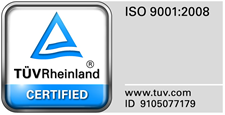 ISO 9001:2008
®
TÜVRheinland
CERTIFIED
www.tuv.com
ID 9105077179